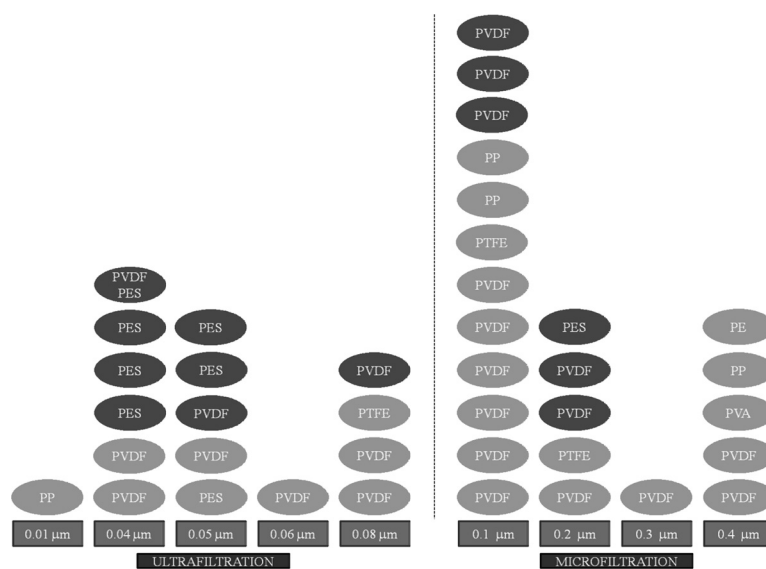 PVDF
PVDF
PVDF
PP
PP
PTFE
PVDF
PES
PVDF
PES PES PVDF PES PE
PES PES PVDF PVDF PVDF PP
PES PVDF PTFE PVDF PVDF PVA
PVDF PVDF PVDF PVDF PTFE PVDF
PP PVDF PES PVDF PVDF PVDF PVDF PVDF PVDF
0.01 µm 0.04 µm 0.05 µm 0.06 µm 0.08 µm 0.1 µm 0.2 µm 0.3 µm 0.4 µm
ULTRAFILTRATION MICROFILTRATION